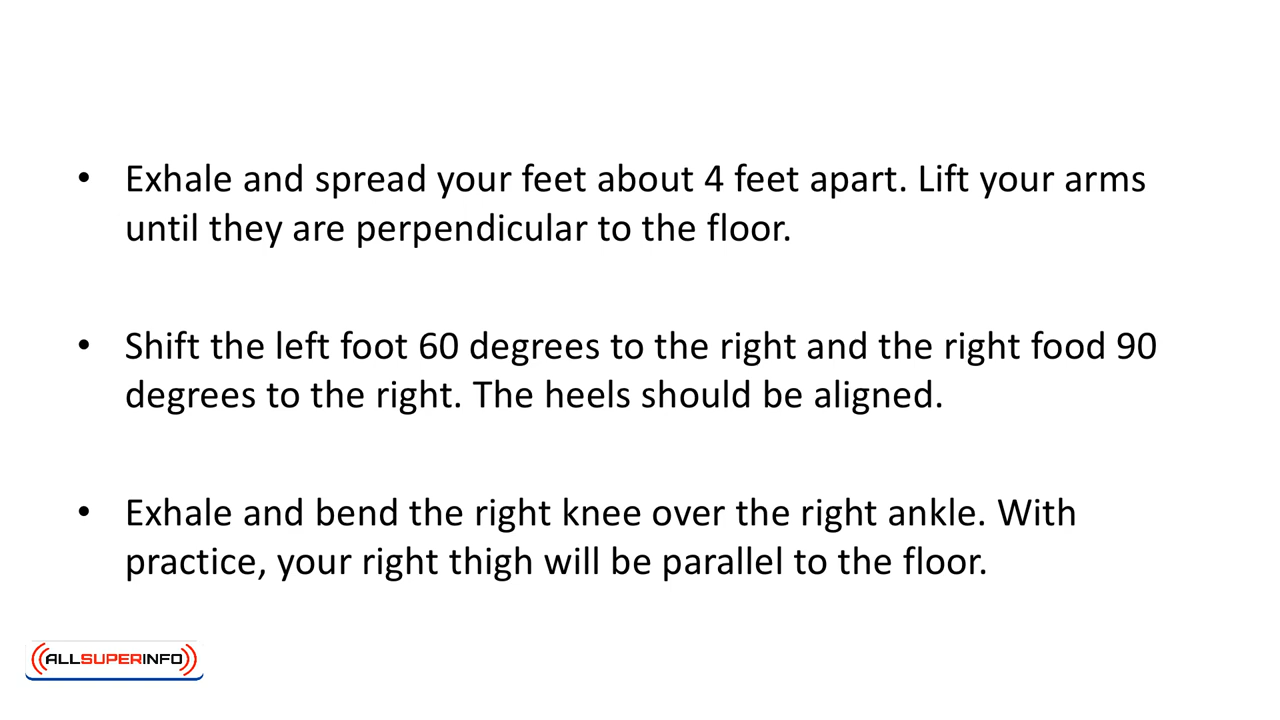 • Exhale and spread your feet about 4 feet apart. Lift your arms
until they are perpendicular to the floor.
• Shift the left foot 60 degrees to the right and the right food 90
degrees to the right. The heels should be aligned.
• Exhale and bend the right knee over the right ankle. With
practice, your right thigh will be parallel to the floor.
ALLSUPERINFO